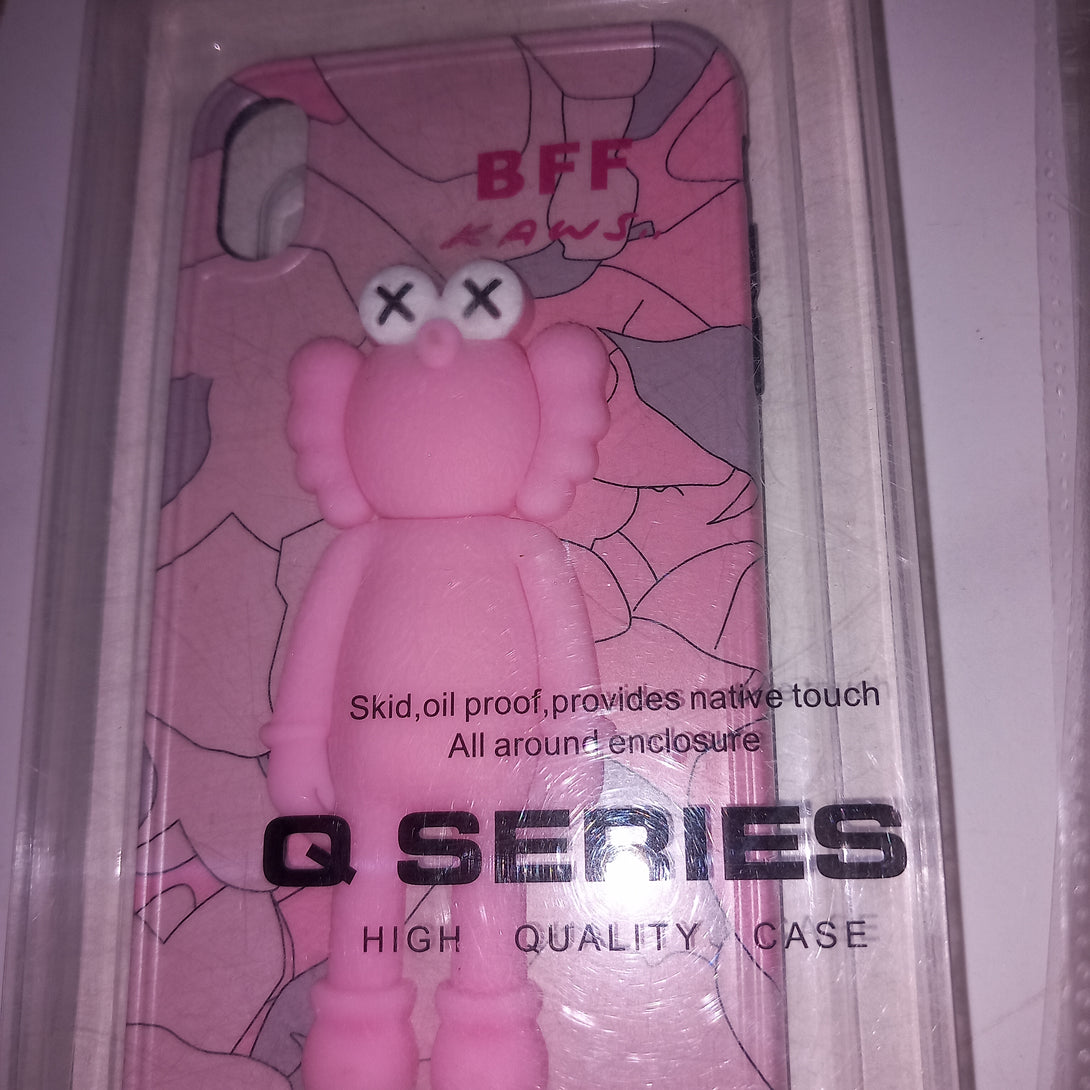 BFF
KAWS..
Skid,oil proof,provides native touch
All around enclosure
Q SERIES
HIGH QUALITY CASE